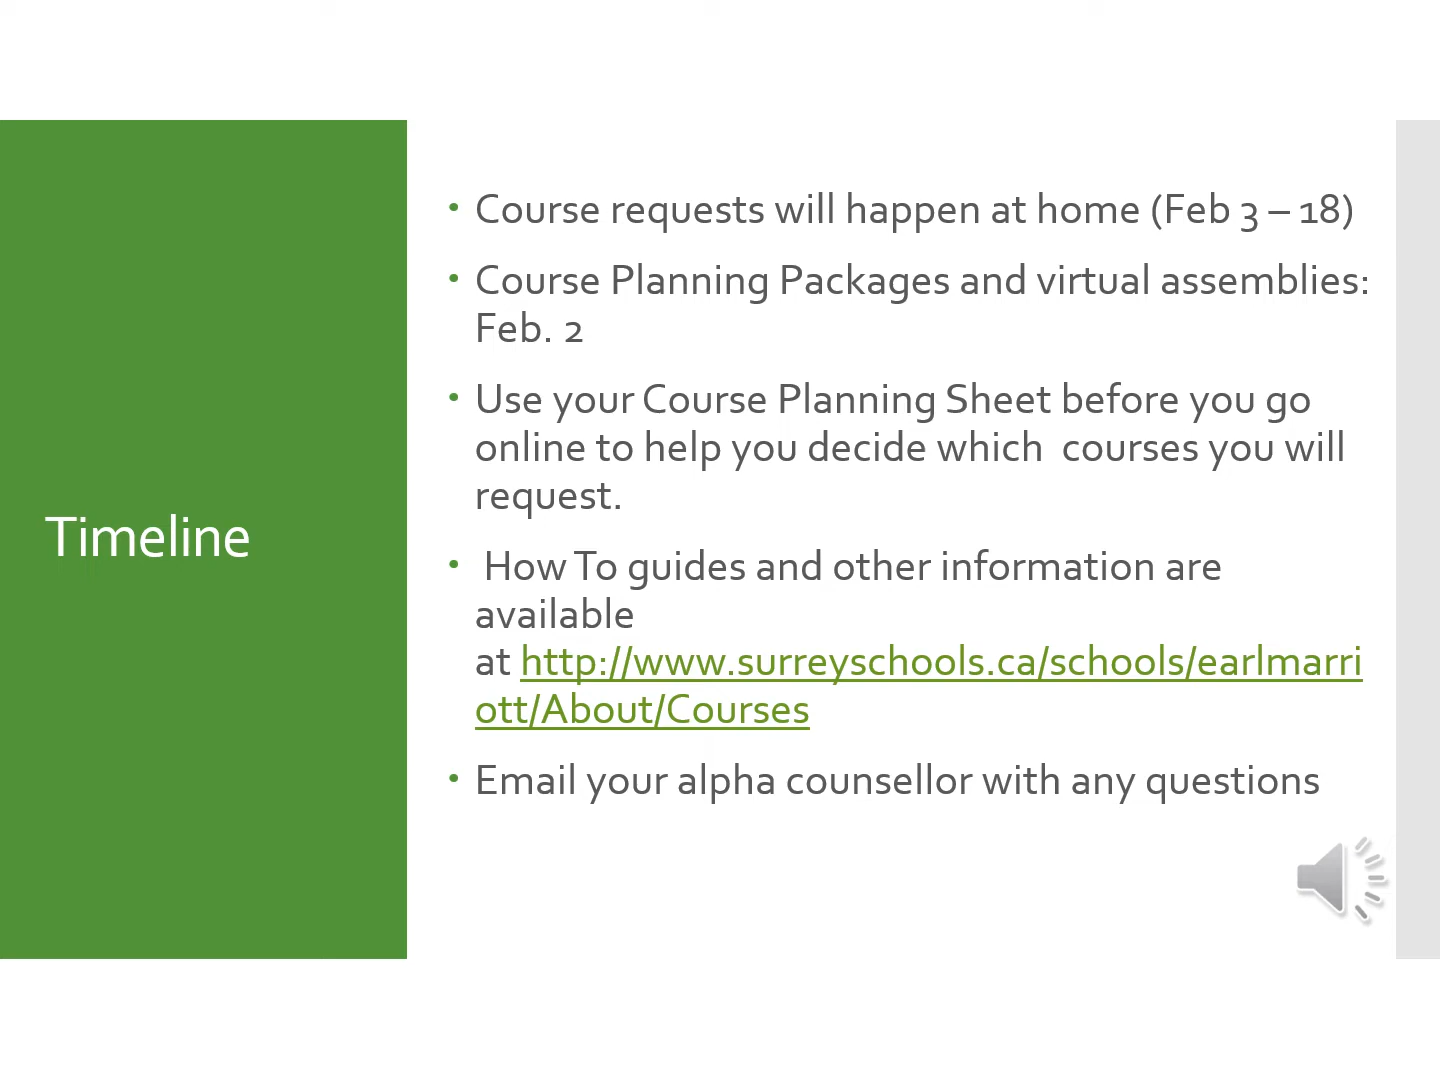 Timeline
• Course requests will happen at home (Feb 3 – 18)
• Course Planning Packages and virtual assemblies:
Feb. 2
• Use your Course Planning Sheet before you go
online to help you decide which  courses you will
request.
•  How To guides and other information are
available
at http://www.surreyschools.ca/schools/earlmarri
ott/About/Courses
• Email your alpha counsellor with any questions